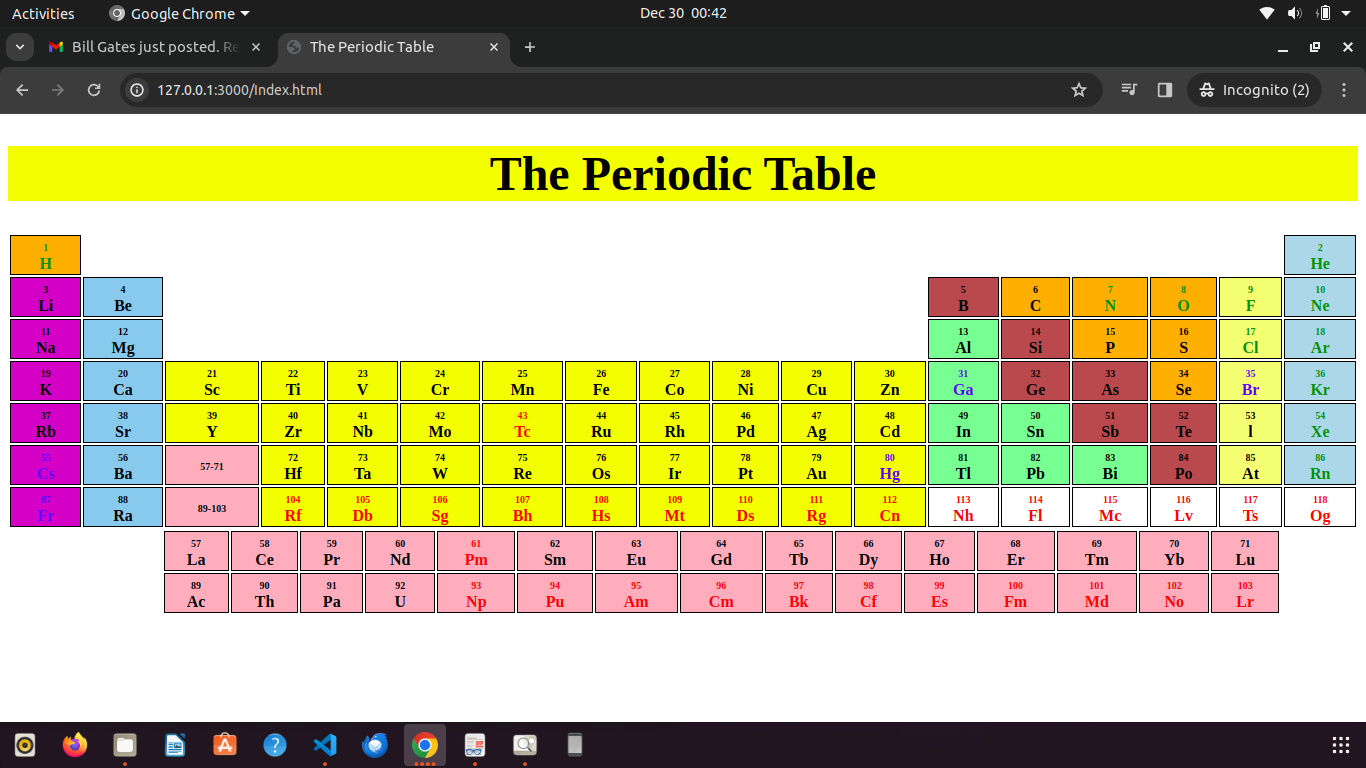 Activities Google Chrome Dec 30 00:42
Bill Gates just posted. Re The Periodic Table
127.0.0.1:3000/Index.html Incognito (2)
The Periodic Table
1 2
H He
3 4 5 6 7 8 9 10
Li Be B C N O F Ne
11 12 13 14 15 16 17 18
Na Mg Al Si P S Cl Ar
19 20 21 22 23 24 25 26 27 28 29 30 31 32 33 34 35 36
K Ca Sc Ti V Cr Mn Fe Co Ni Cu Zn Ga Ge As Se Br Kr
37 38 39 40 41 42 43 44 45 46 47 48 49 50 51 52 53 54
Rb Sr Y Zr Nb Mo Tc Ru Rh Pd Ag Cd In Sn Sb Te l Xe
55 56 57-71 72 73 74 75 76 77 78 79 80 81 82 83 84 85 86
Cs Ba Hf Ta W Re Os Ir Pt Au Hg Tl Pb Bi Po At Rn
87 88 89-103 104 105 106 107 108 109 110 111 112 113 114 115 116 117 118
Fr Ra Rf Db Sg Bh Hs Mt Ds Rg Cn Nh Fl Mc Lv Ts Og
57 58 59 60 61 62 63 64 65 66 67 68 69 70 71
La Ce Pr Nd Pm Sm Eu Gd Tb Dy Ho Er Tm Yb Lu
89 90 91 92 93 94 95 96 97 98 99 100 101 102 103
Ac Th Pa U Np Pu Am Cm Bk Cf Es Fm Md No Lr